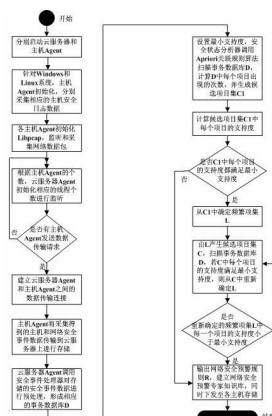 开始
分别启动云服务器和
主机Agent
针对Windows和
Linux系统，主机
Agent初始化，分别
采集相应的主机安全
日志数据
各主机Agent初始化
Libpcap，监听和采
集网络数据包
根据主机Agent的个
数，云服务器Agent
初始化相应的线程个
数进行监听
是否有主机
Agent发送数据
传输请求
否
是
建立云服务器Agent
和主机Agent之间的
数据传输连接
主机Agent将采集得
到的主机和网络安全
事件数据传输到云服
务器上进行存储
云服务器Agent调用
安全事件处理器对存
储的安全事件数据进
行预处理，形成相应
的事务数据库D
设置最小支持度，安
全状态分析器调用
Apriori关联规则算法
扫描事务数据库D，
计算D中每个项目出
现的次数，并生成候
选项目集C1
计算候选项目集C1中
每个项目的支持度
是否C1中每个项目
的支持度都满足最小
支持度
否
是
从C1中确定频繁项集
L
由L产生候选项目集
C，扫描事务数据库
D，若C中每个项目的
支持度满足最小支持
度，则从C中重新确
定L
重新确定的频繁项集L中
每一个项目的支持度小
于最小支持度
否
是
输出网络安全警报规
则R，建立网络安全
警报专家知识库，同
时下发至各主机存储